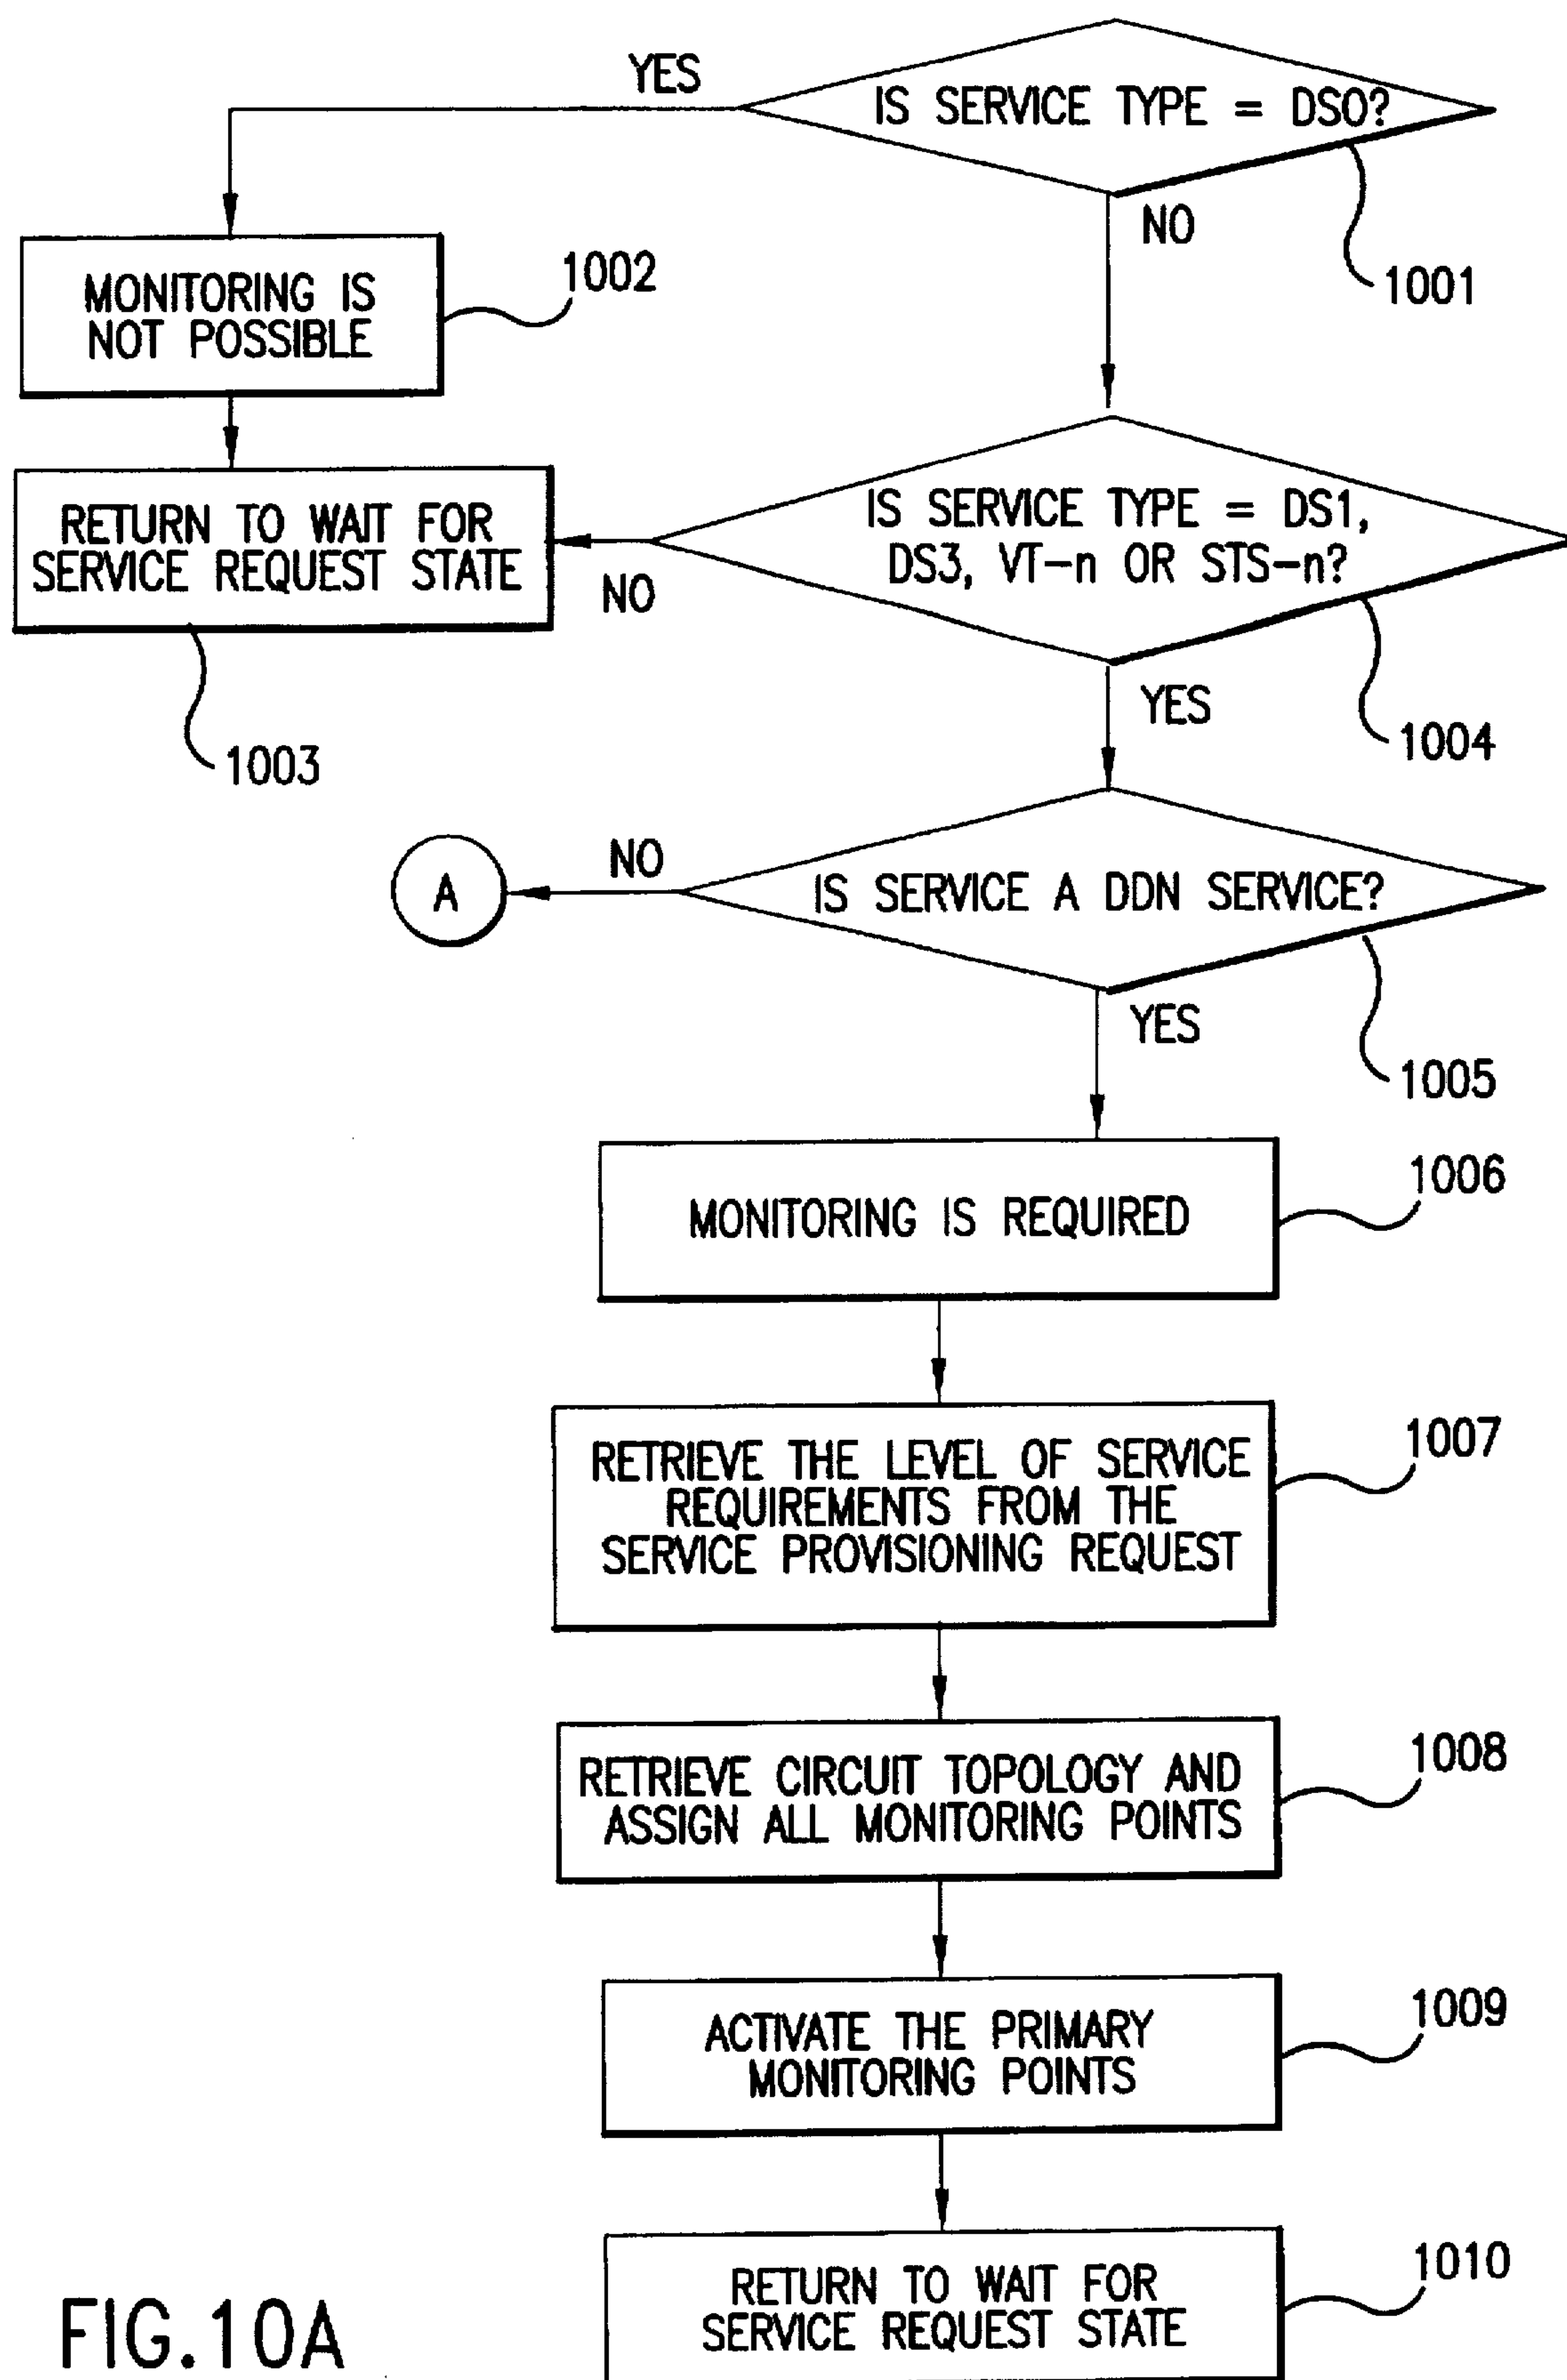 YES
IS SERVICE TYPE = DS0?
NO
1001
MONITORING IS
NOT POSSIBLE
1002
RETURN TO WAIT FOR
SERVICE REQUEST STATE
1003
NO
IS SERVICE TYPE = DS1,
DS3, VT-n OR STS-n?
1004
YES
A
NO
IS SERVICE A DDN SERVICE?
1005
YES
MONITORING IS REQUIRED
1006
RETRIEVE THE LEVEL OF SERVICE
REQUIREMENTS FROM THE
SERVICE PROVISIONING REQUEST
1007
RETRIEVE CIRCUIT TOPOLOGY AND
ASSIGN ALL MONITORING POINTS
1008
ACTIVATE THE PRIMARY
MONITORING POINTS
1009
RETURN TO WAIT FOR
SERVICE REQUEST STATE
1010
FIG.10A